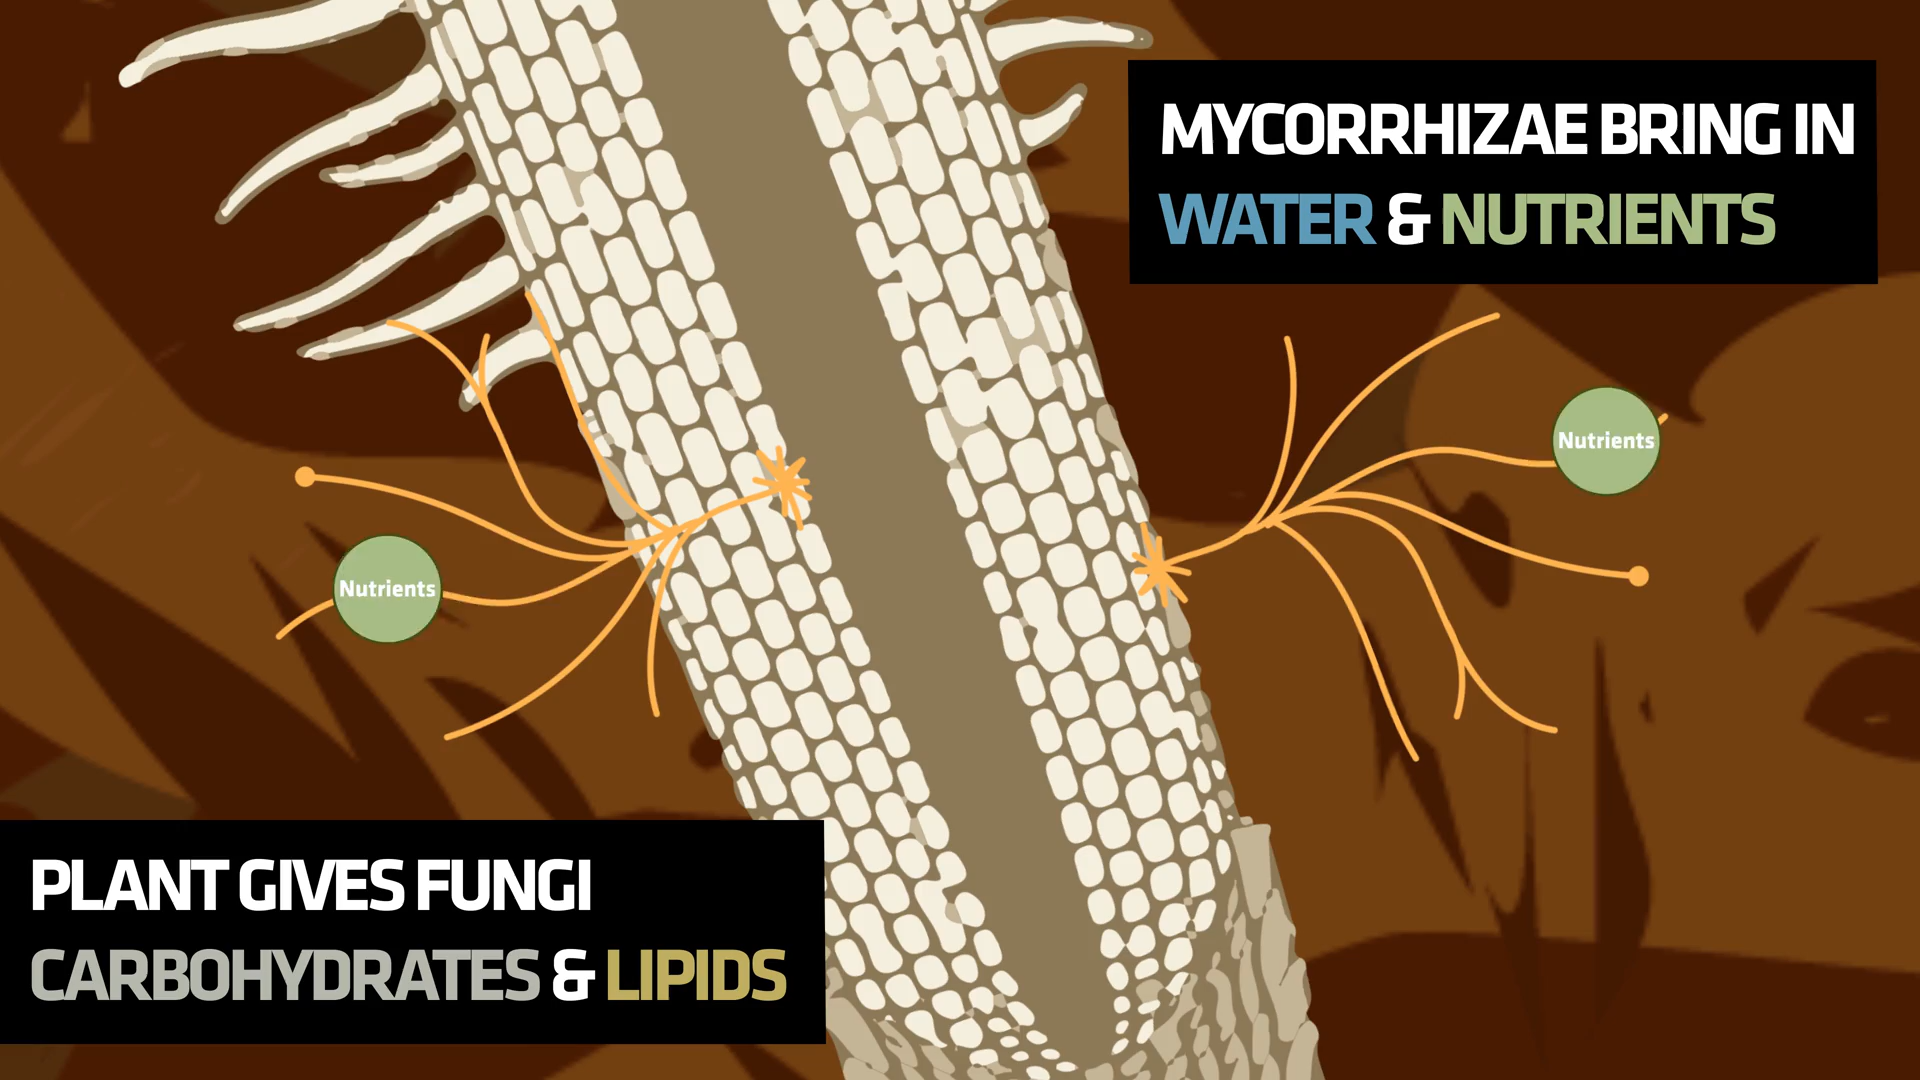 MYCORRHIZAE BRING IN
WATER & NUTRIENTS
Nutrients
Nutrients
PLANT GIVES FUNGI
CARBOHYDRATES & LIPIDS